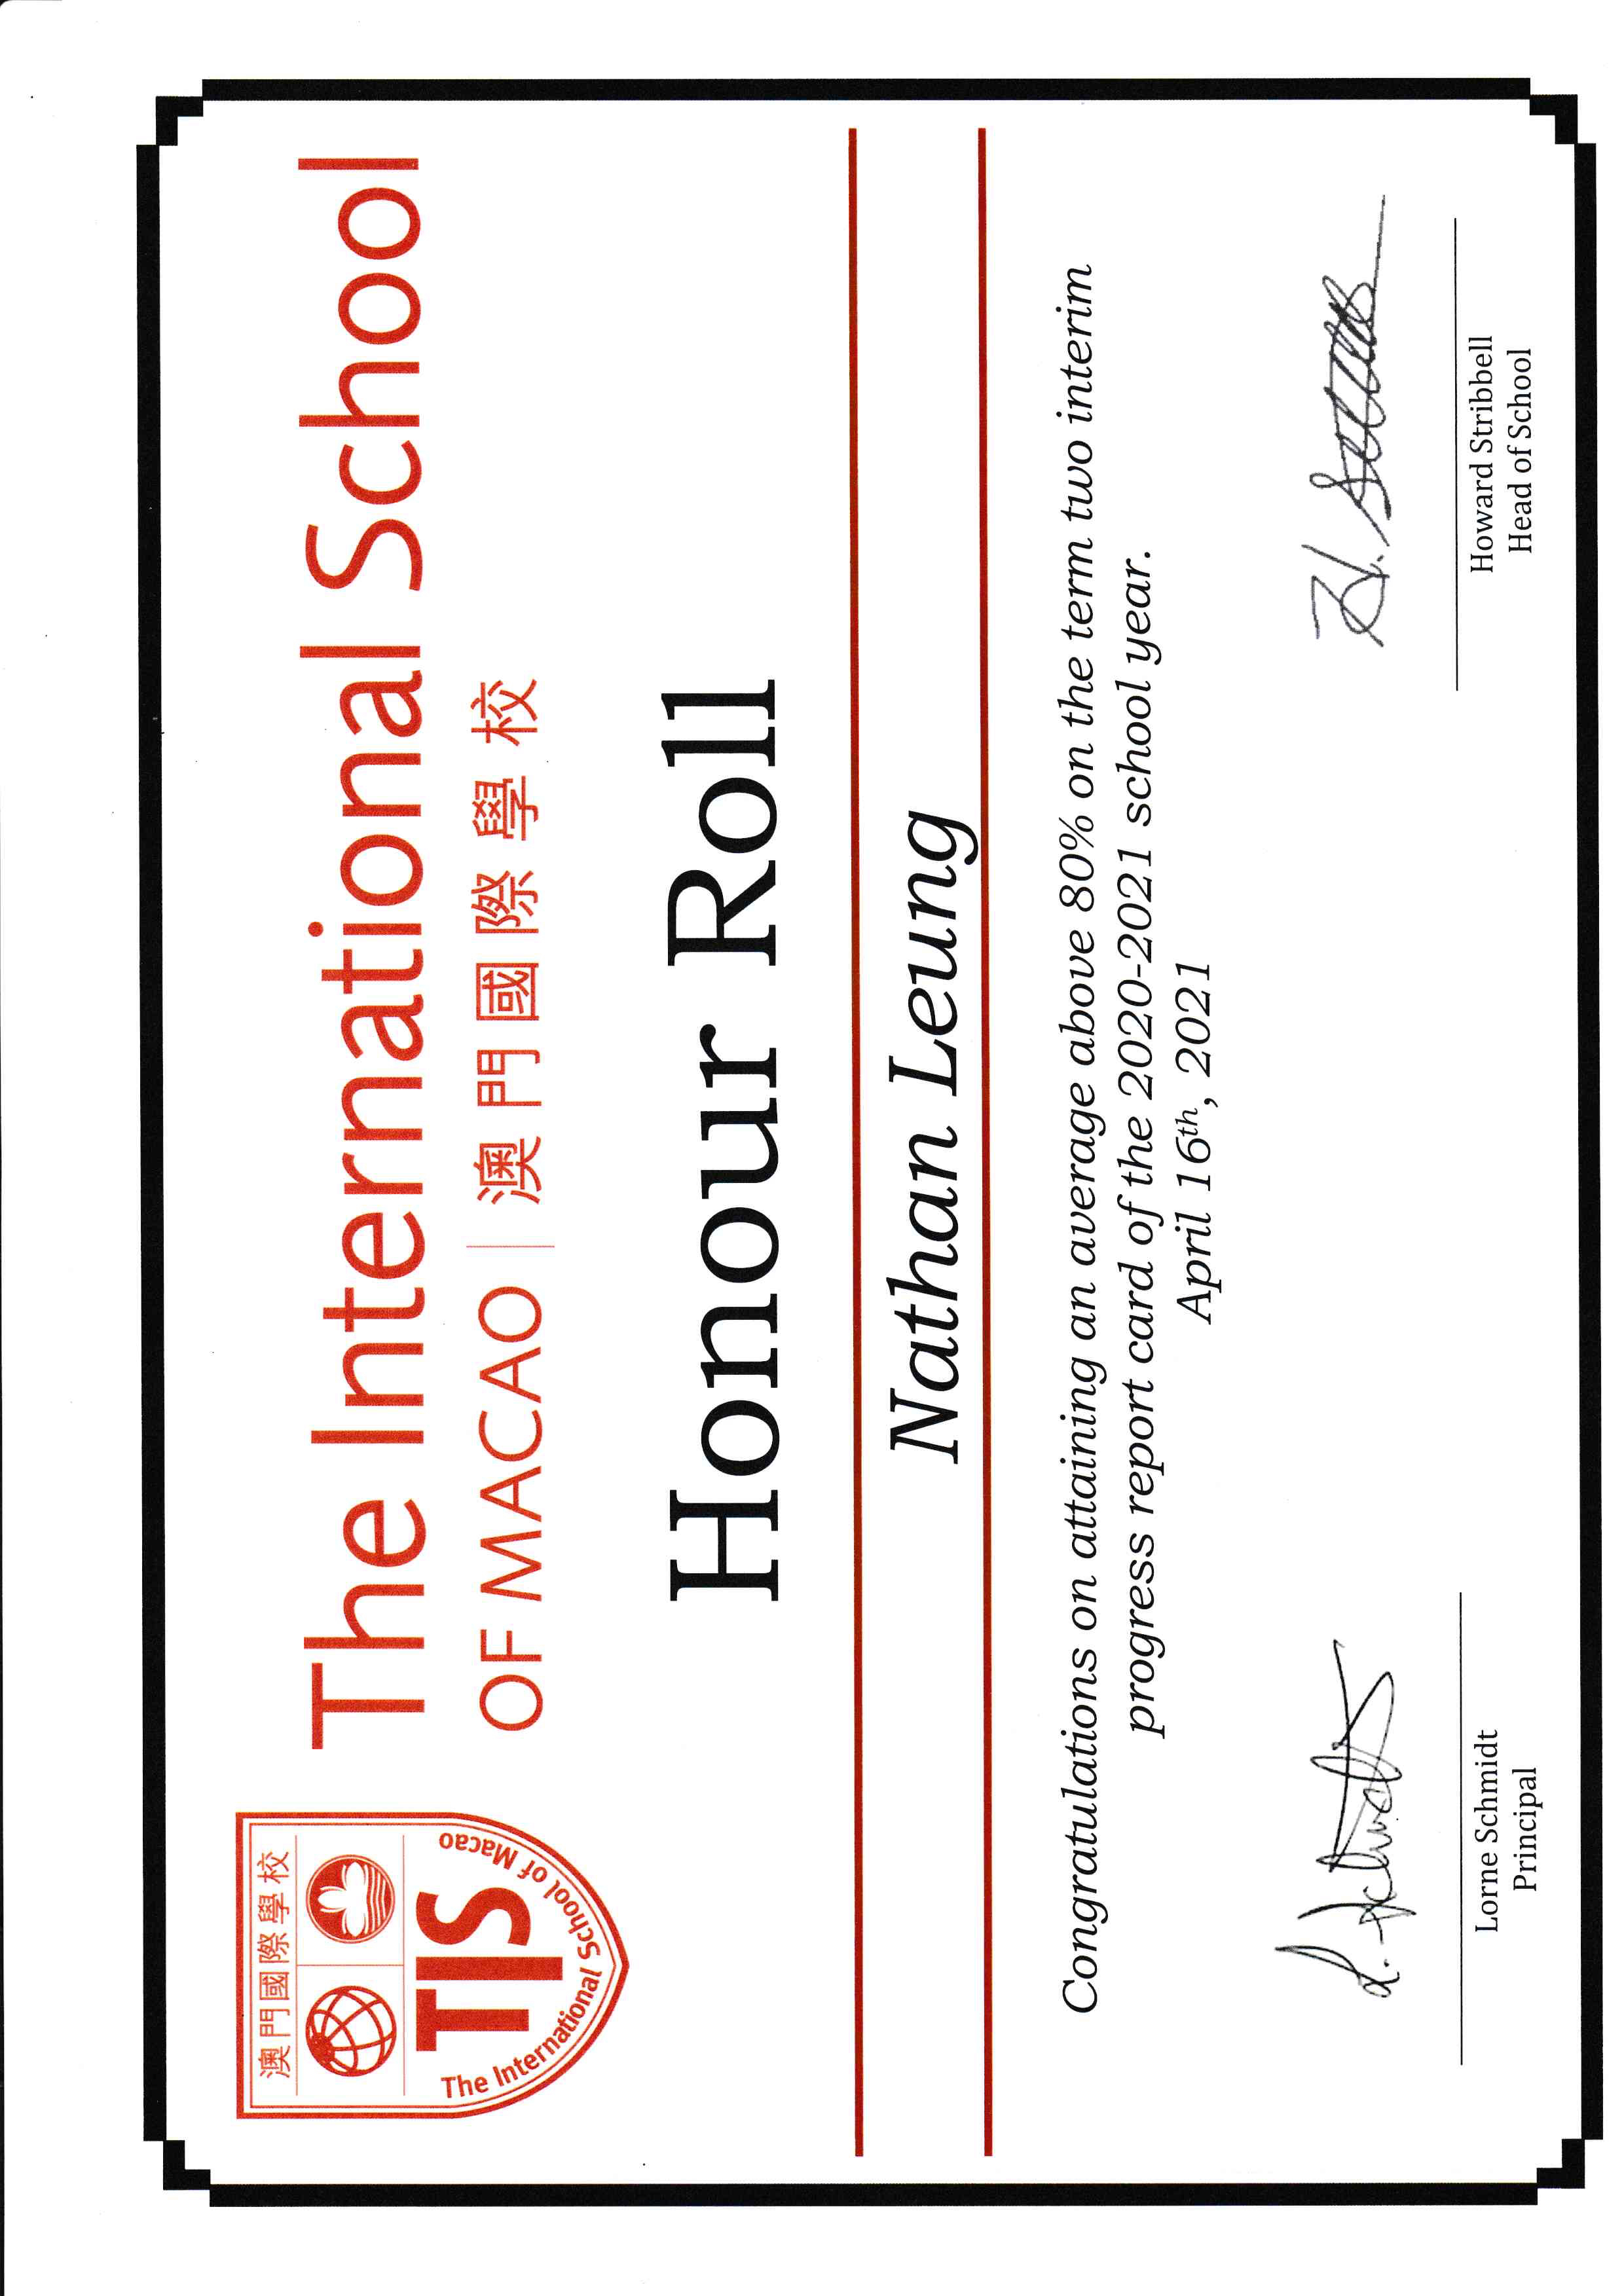 澳門國際學校
TIS
The International School of Macao
The International School
OF MACAO | 澳門國際學校
Honour Roll
Nathan Leung
Congratulations on attaining an average above 80% on the term two interim
progress report card of the 2020-2021 school year.
April 16th, 2021
Lorne Schmidt
Principal
Howard Stribbell
Head of School